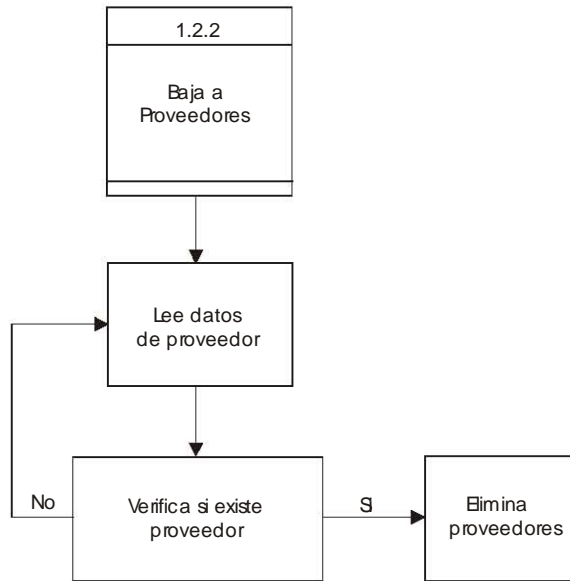 1.2.2
Baja a
Proveedores
Lee datos
de proveedor
No
Verifica si existe
proveedor
SI
Elimina
proveedores